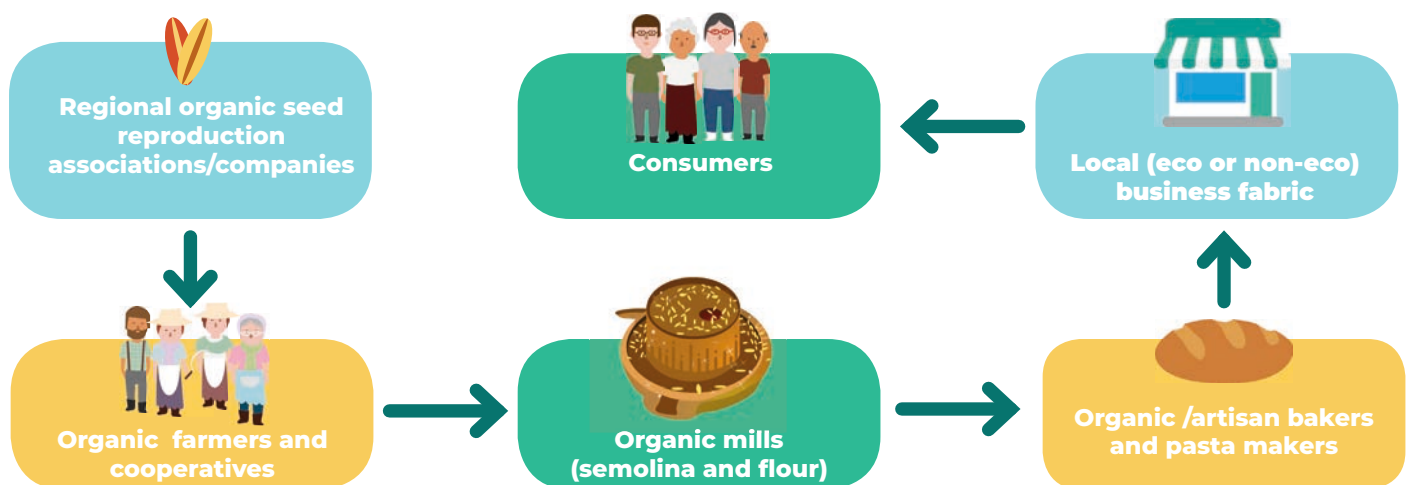 Regional organic seed
reproduction
associations/companies
Consumers
Local (eco or non-eco)
business fabric
Organic farmers and
cooperatives
Organic mills
(semolina and flour)
Organic /artisan bakers
and pasta makers